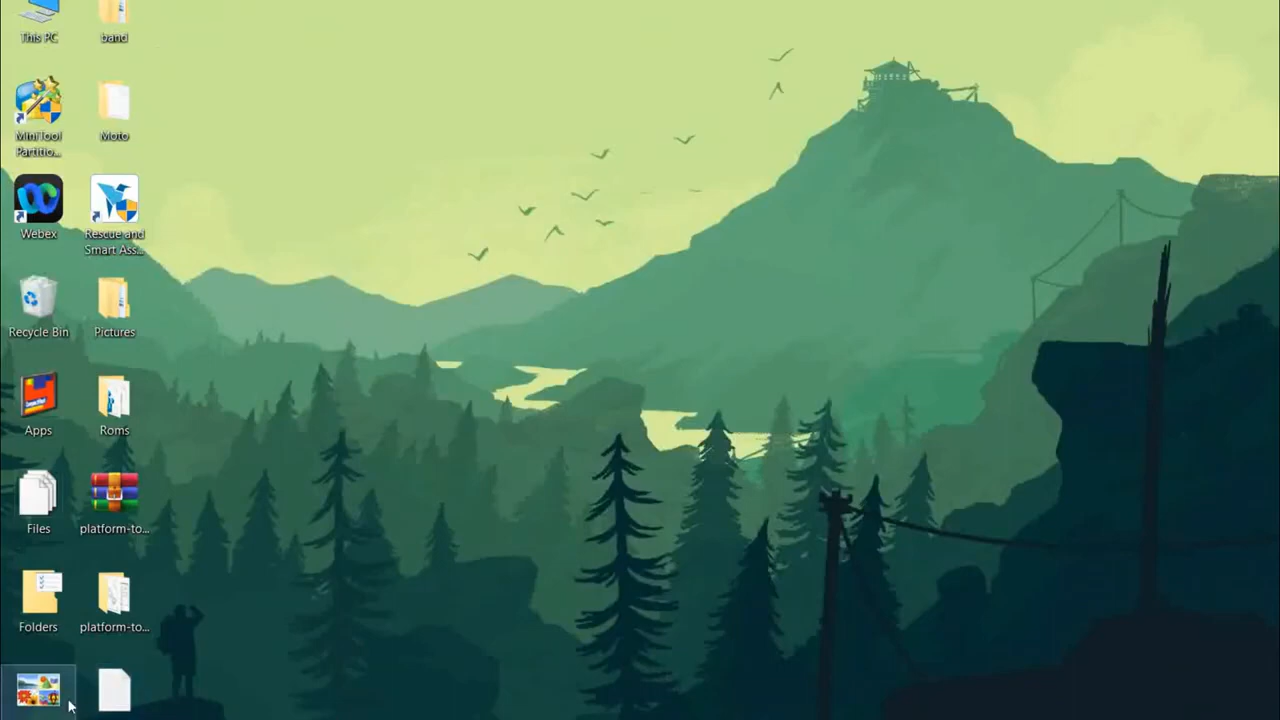 This PC
band
MiniTool
Partitio...
Moto
Webex
Rescue and
Smart Ass...
Recycle Bin
Pictures
Apps
Roms
Files
platform-to...
Folders
platform-to...